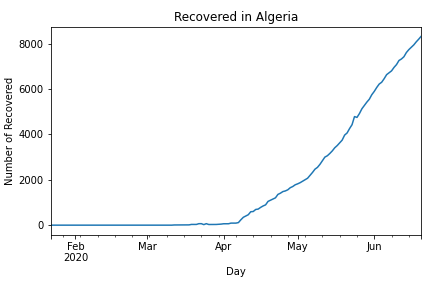 Recovered in Algeria
Number of Recovered
8000
6000
4000
2000
0
Feb
2020
Mar
Apr
May
Jun
Day